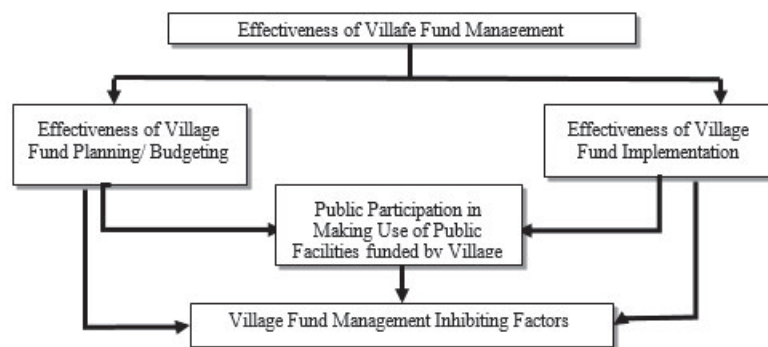 Effectiveness of Villafe Fund Management
Effectiveness of Village
Fund Planning/ Budgeting
Effectiveness of Village
Fund Implementation
Public Participation in
Making Use of Public
Facilities funded by Village
Village Fund Management Inhibiting Factors